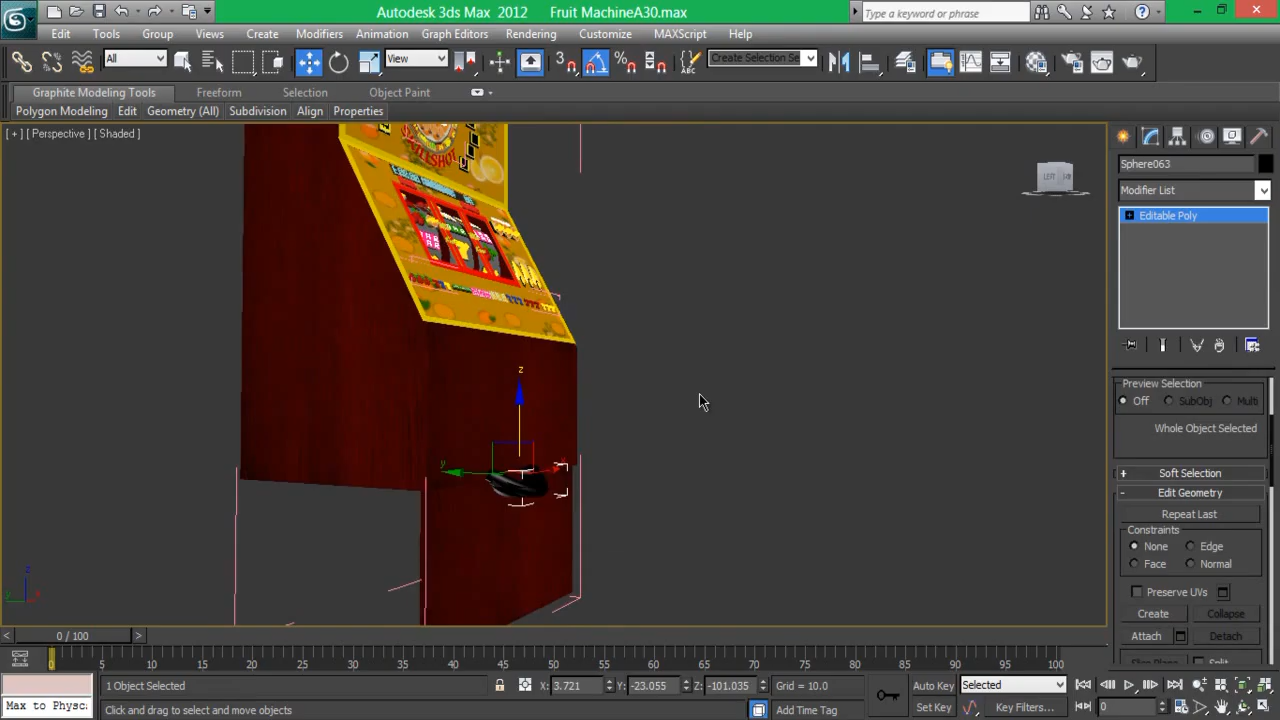 Autodesk 3ds Max 2012 Fruit MachineA30.max
Type a keyword or phrase
Edit Tools Group Views Create Modifiers Animation Graph Editors Rendering Customize MAXScript Help
All View 3 Create Selection Se
Graphite Modeling Tools Freeform Selection Object Paint
Polygon Modeling Edit Geometry (All) Subdivision Align Properties
[ + ] [ Perspective ] [ Shaded ]
LEFT
SKILLSHOT
z
y
x
z
y x
Sphere063
Modifier List
Editable Poly
Preview Selection
Off SubObj Multi
Whole Object Selected
+ Soft Selection
- Edit Geometry
Repeat Last
Constraints
None Edge
Face Normal
Preserve UVs
Create Collapse
Attach Detach
Slice Plane Split
< 0 / 100 >
0 5 10 15 20 25 30 35 40 45 50 55 60 65 70 75 80 85 90 95 100
1 Object Selected X: 3.721 Y: -23.055 Z: -101.035 Grid = 10.0 Auto Key Selected
Max to Physc
Click and drag to select and move objects Add Time Tag Set Key Key Filters... 0